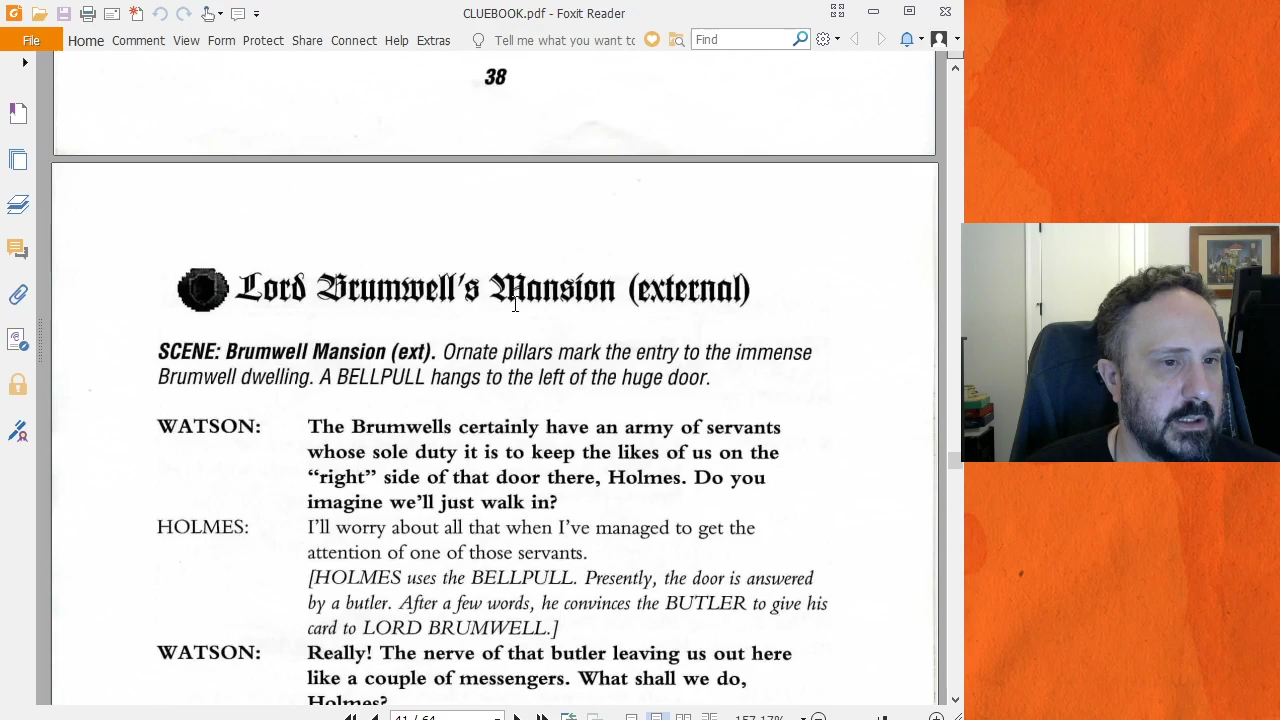 CLUEBOOK.pdf - Foxit Reader
File Home Comment View Form Protect Share Connect Help Extras Tell me what you want to Find
38
Lord Brumwell's Mansion (external)
SCENE: Brumwell Mansion (ext). Ornate pillars mark the entry to the immense
Brumwell dwelling. A BELLPULL hangs to the left of the huge door.
WATSON: The Brumwells certainly have an army of servants
whose sole duty it is to keep the likes of us on the
“right” side of that door there, Holmes. Do you
imagine we’ll just walk in?
HOLMES: I’ll worry about all that when I’ve managed to get the
attention of one of those servants.
[HOLMES uses the BELLPULL. Presently, the door is answered
by a butler. After a few words, he convinces the BUTLER to give his
card to LORD BRUMWELL.]
WATSON: Really! The nerve of that butler leaving us out here
like a couple of messengers. What shall we do,
Holmes?
41 / 64 157.17%